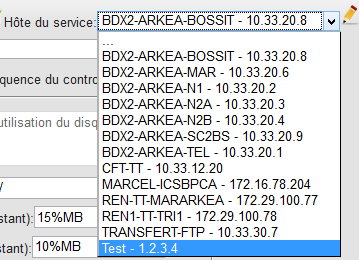 Hôte du service: BDX2-ARKEA-BOSSIT - 10.33.20.8
...
BDX2-ARKEA-BOSSIT - 10.33.20.8
BDX2-ARKEA-MAR - 10.33.20.6
BDX2-ARKEA-N1 - 10.33.20.2
BDX2-ARKEA-N2A - 10.33.20.3
BDX2-ARKEA-N2B - 10.33.20.4
BDX2-ARKEA-SC2BS - 10.33.20.9
BDX2-ARKEA-TEL - 10.33.20.1
CFT-TT - 10.33.12.20
MARCEL-ICSBPCA - 172.16.78.204
REN-TT-MARARKEA - 172.29.100.77
REN1-TT-TRI1 - 172.29.100.78
TRANSFERT-FTP - 10.33.30.7
Test - 1.2.3.4
quence du contro
utilisation du disq
/
stant): 15%MB
stant): 10%MB